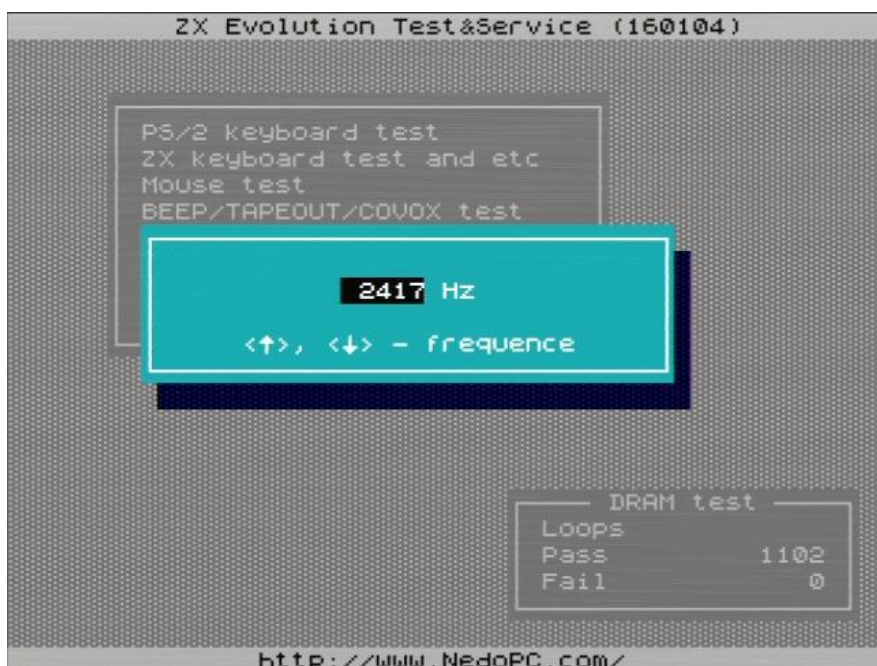 ZX Evolution Test&Service (160104)
PS/2 keyboard test
ZX keyboard test and etc
Mouse test
BEEP/TAPEOUT/COVOX test
2417 Hz
<↑>, <↓> - frequence
DRAM test
Loops
Pass 1102
Fail 0
http://www.NedoPC.com/